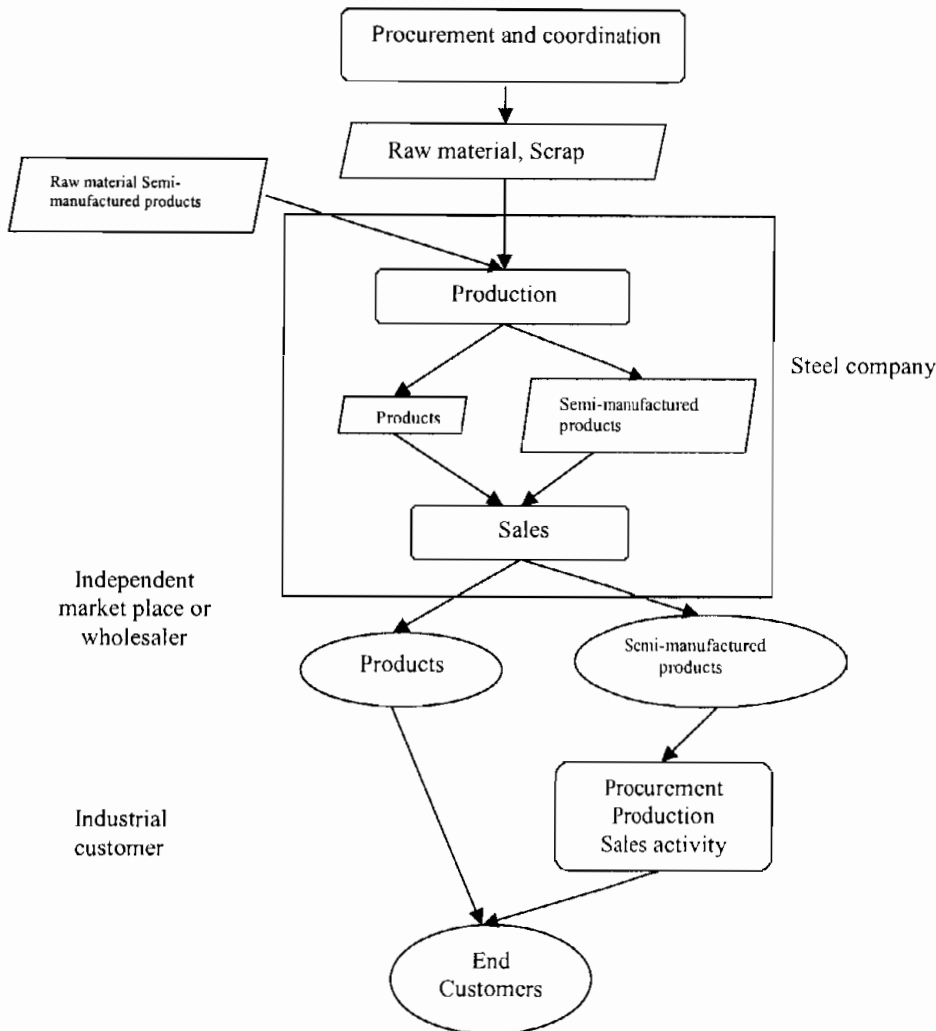 Procurement and coordination
Raw material, Scrap
Raw material Semi-
manufactured products
Production
Steel company
Products
Semi-manufactured
products
Sales
Independent
market place or
wholesaler
Products
Semi-manufactured
products
Procurement
Production
Sales activity
Industrial
customer
End
Customers